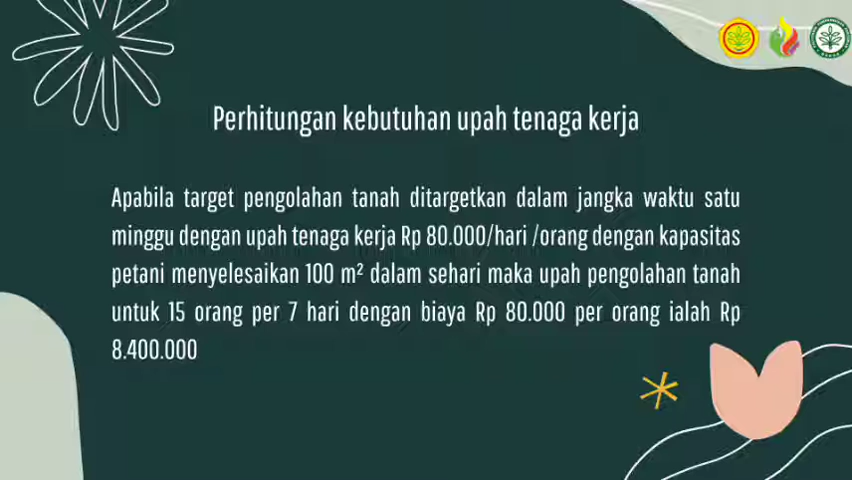 Perhitungan kebutuhan upah tenaga kerja
Apabila target pengolahan tanah ditargetkan dalam jangka waktu satu
minggu dengan upah tenaga kerja Rp 80.000/hari /orang dengan kapasitas
petani menyelesaikan 100 m² dalam sehari maka upah pengolahan tanah
untuk 15 orang per 7 hari dengan biaya Rp 80.000 per orang ialah Rp
8.400.000